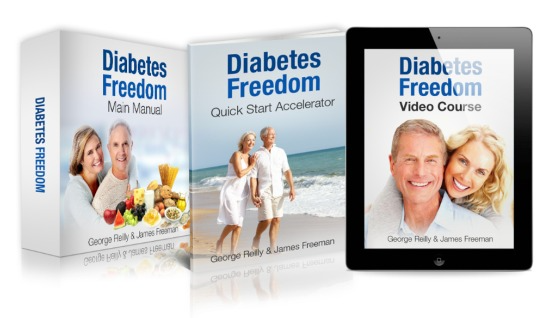 DIABETES FREEDOM
Diabetes
Freedom
Main Manual
George Reilly & James Freeman
Diabetes
Freedom
Quick Start Accelerator
George Reilly & James Freeman
Diabetes
Freedom
Video Course
George Reilly & James Freeman